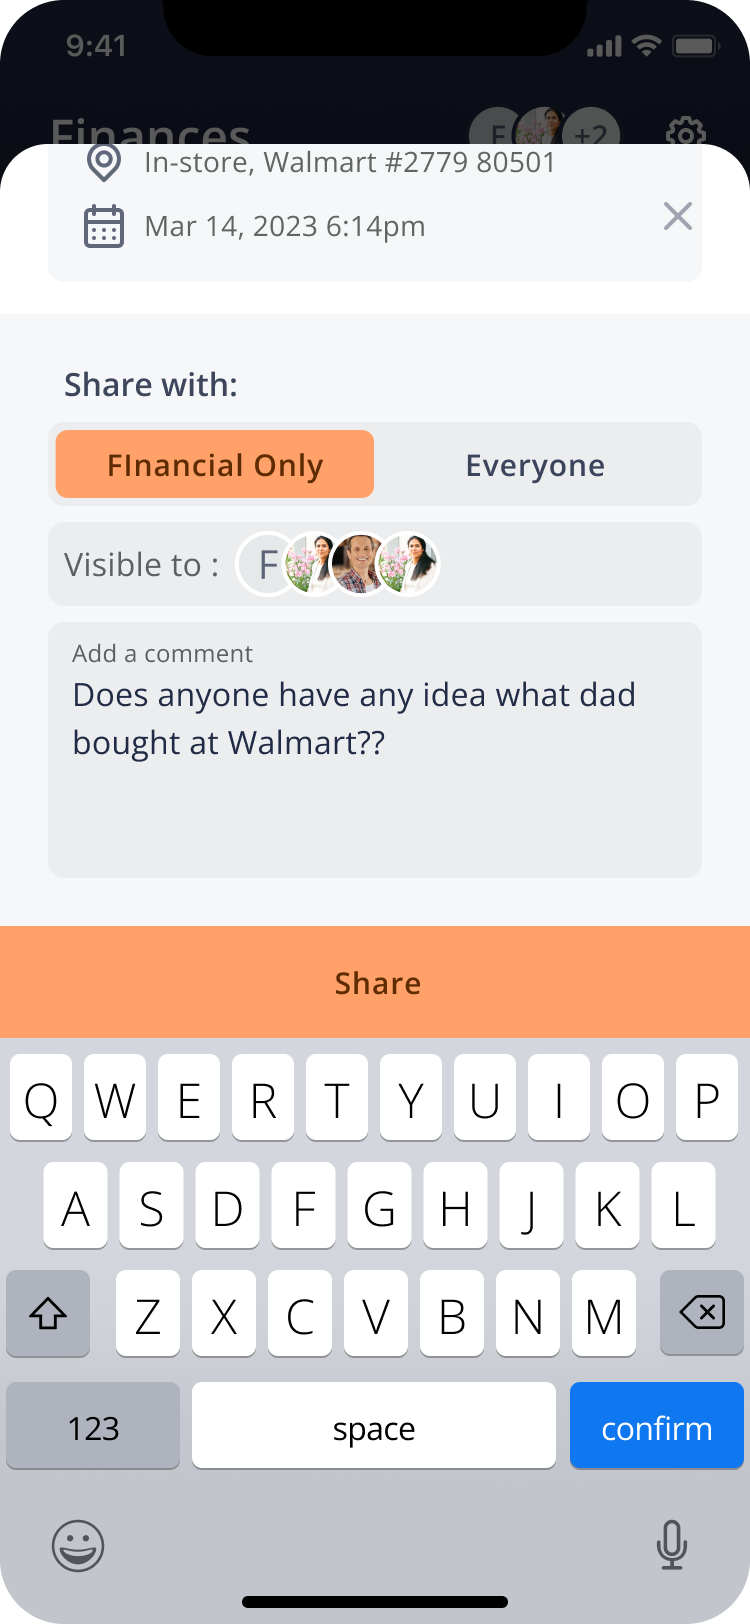 9:41
Finances
F +2
In-store, Walmart #2779 80501
Mar 14, 2023 6:14pm
Share with:
FInancial Only Everyone
Visible to : F
Add a comment
Does anyone have any idea what dad
bought at Walmart??
Share
Q W E R T Y U I O P
A S D F G H J K L
Z X C V B N M
123 space confirm